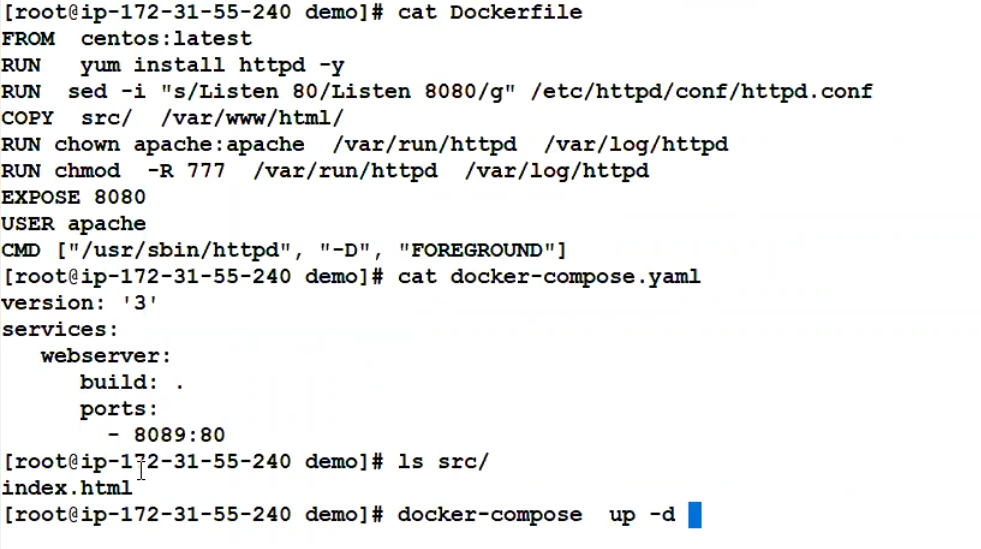 [root@ip-172-31-55-240 demo]# cat Dockerfile
FROM  centos:latest
RUN   yum install httpd -y
RUN  sed -i "s/Listen 80/Listen 8080/g" /etc/httpd/conf/httpd.conf
COPY  src/  /var/www/html/
RUN chown apache:apache  /var/run/httpd  /var/log/httpd
RUN chmod  -R 777  /var/run/httpd  /var/log/httpd
EXPOSE 8080
USER apache
CMD ["/usr/sbin/httpd", "-D", "FOREGROUND"]
[root@ip-172-31-55-240 demo]# cat docker-compose.yaml
version: '3'
services:
   webserver:
      build: .
      ports:
        - 8089:80
[root@ip-172-31-55-240 demo]# ls src/
index.html
[root@ip-172-31-55-240 demo]# docker-compose  up -d